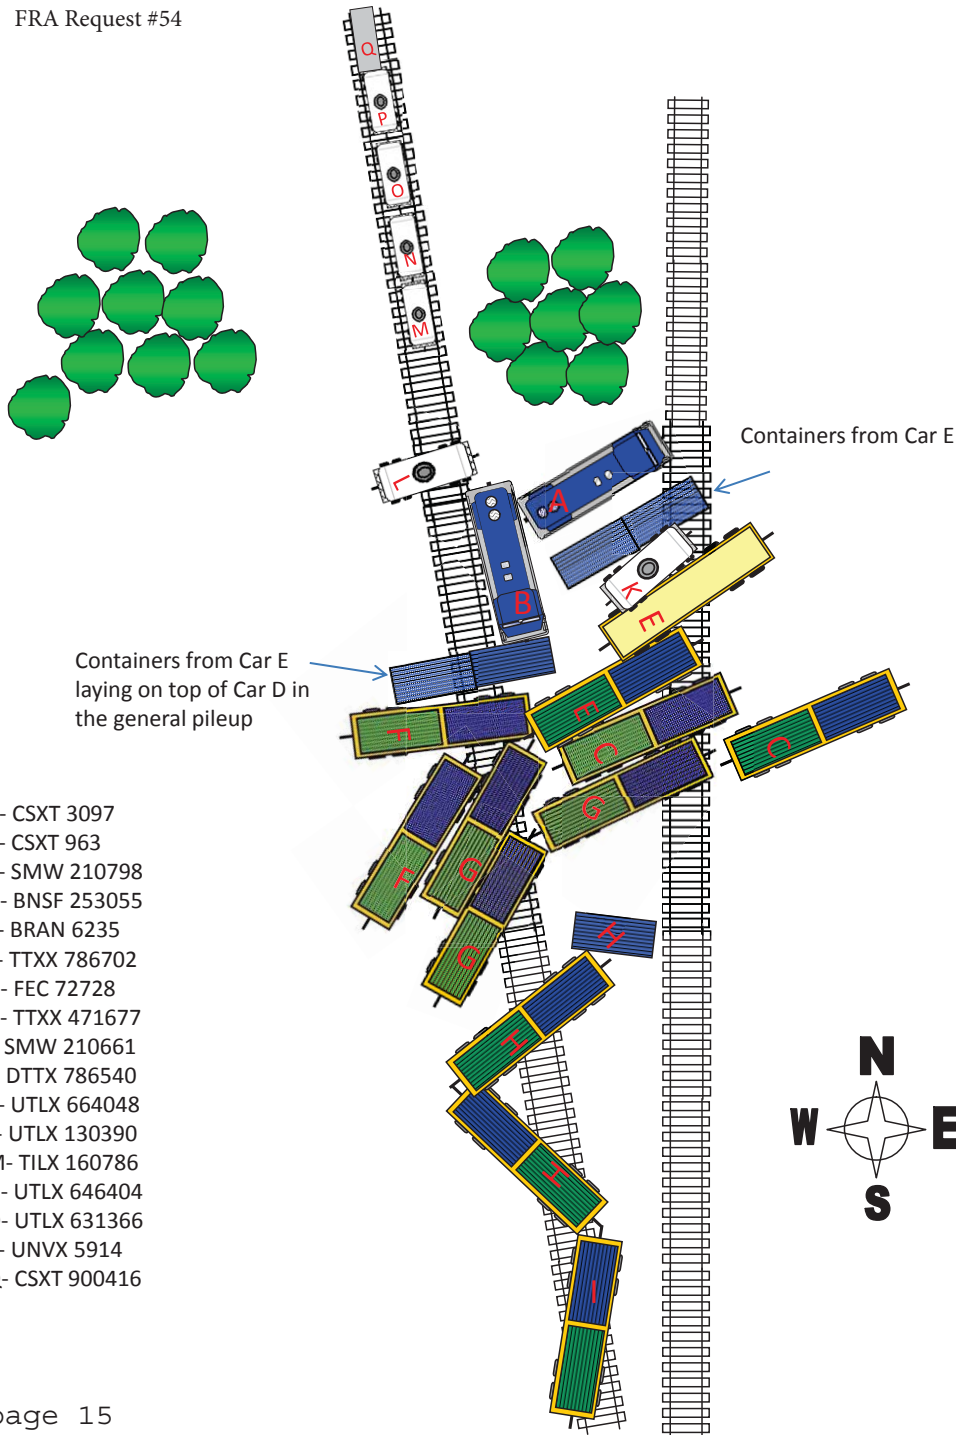 FRA Request #54
Q
P
O
N
M
Containers from Car E
L
A
K
B
E
Containers from Car E
laying on top of Car D in
the general pileup
F
E
C
C
G
F
G
G
H
H
H
I
- CSXT 3097
- CSXT 963
- SMW 210798
- BNSF 253055
- BRAN 6235
- TTXX 786702
- FEC 72728
- TTXX 471677
SMW 210661
DTTX 786540
- UTLX 664048
- UTLX 130390
- TILX 160786
- UTLX 646404
- UTLX 631366
- UNVX 5914
- CSXT 900416
N
W E
S
page 15